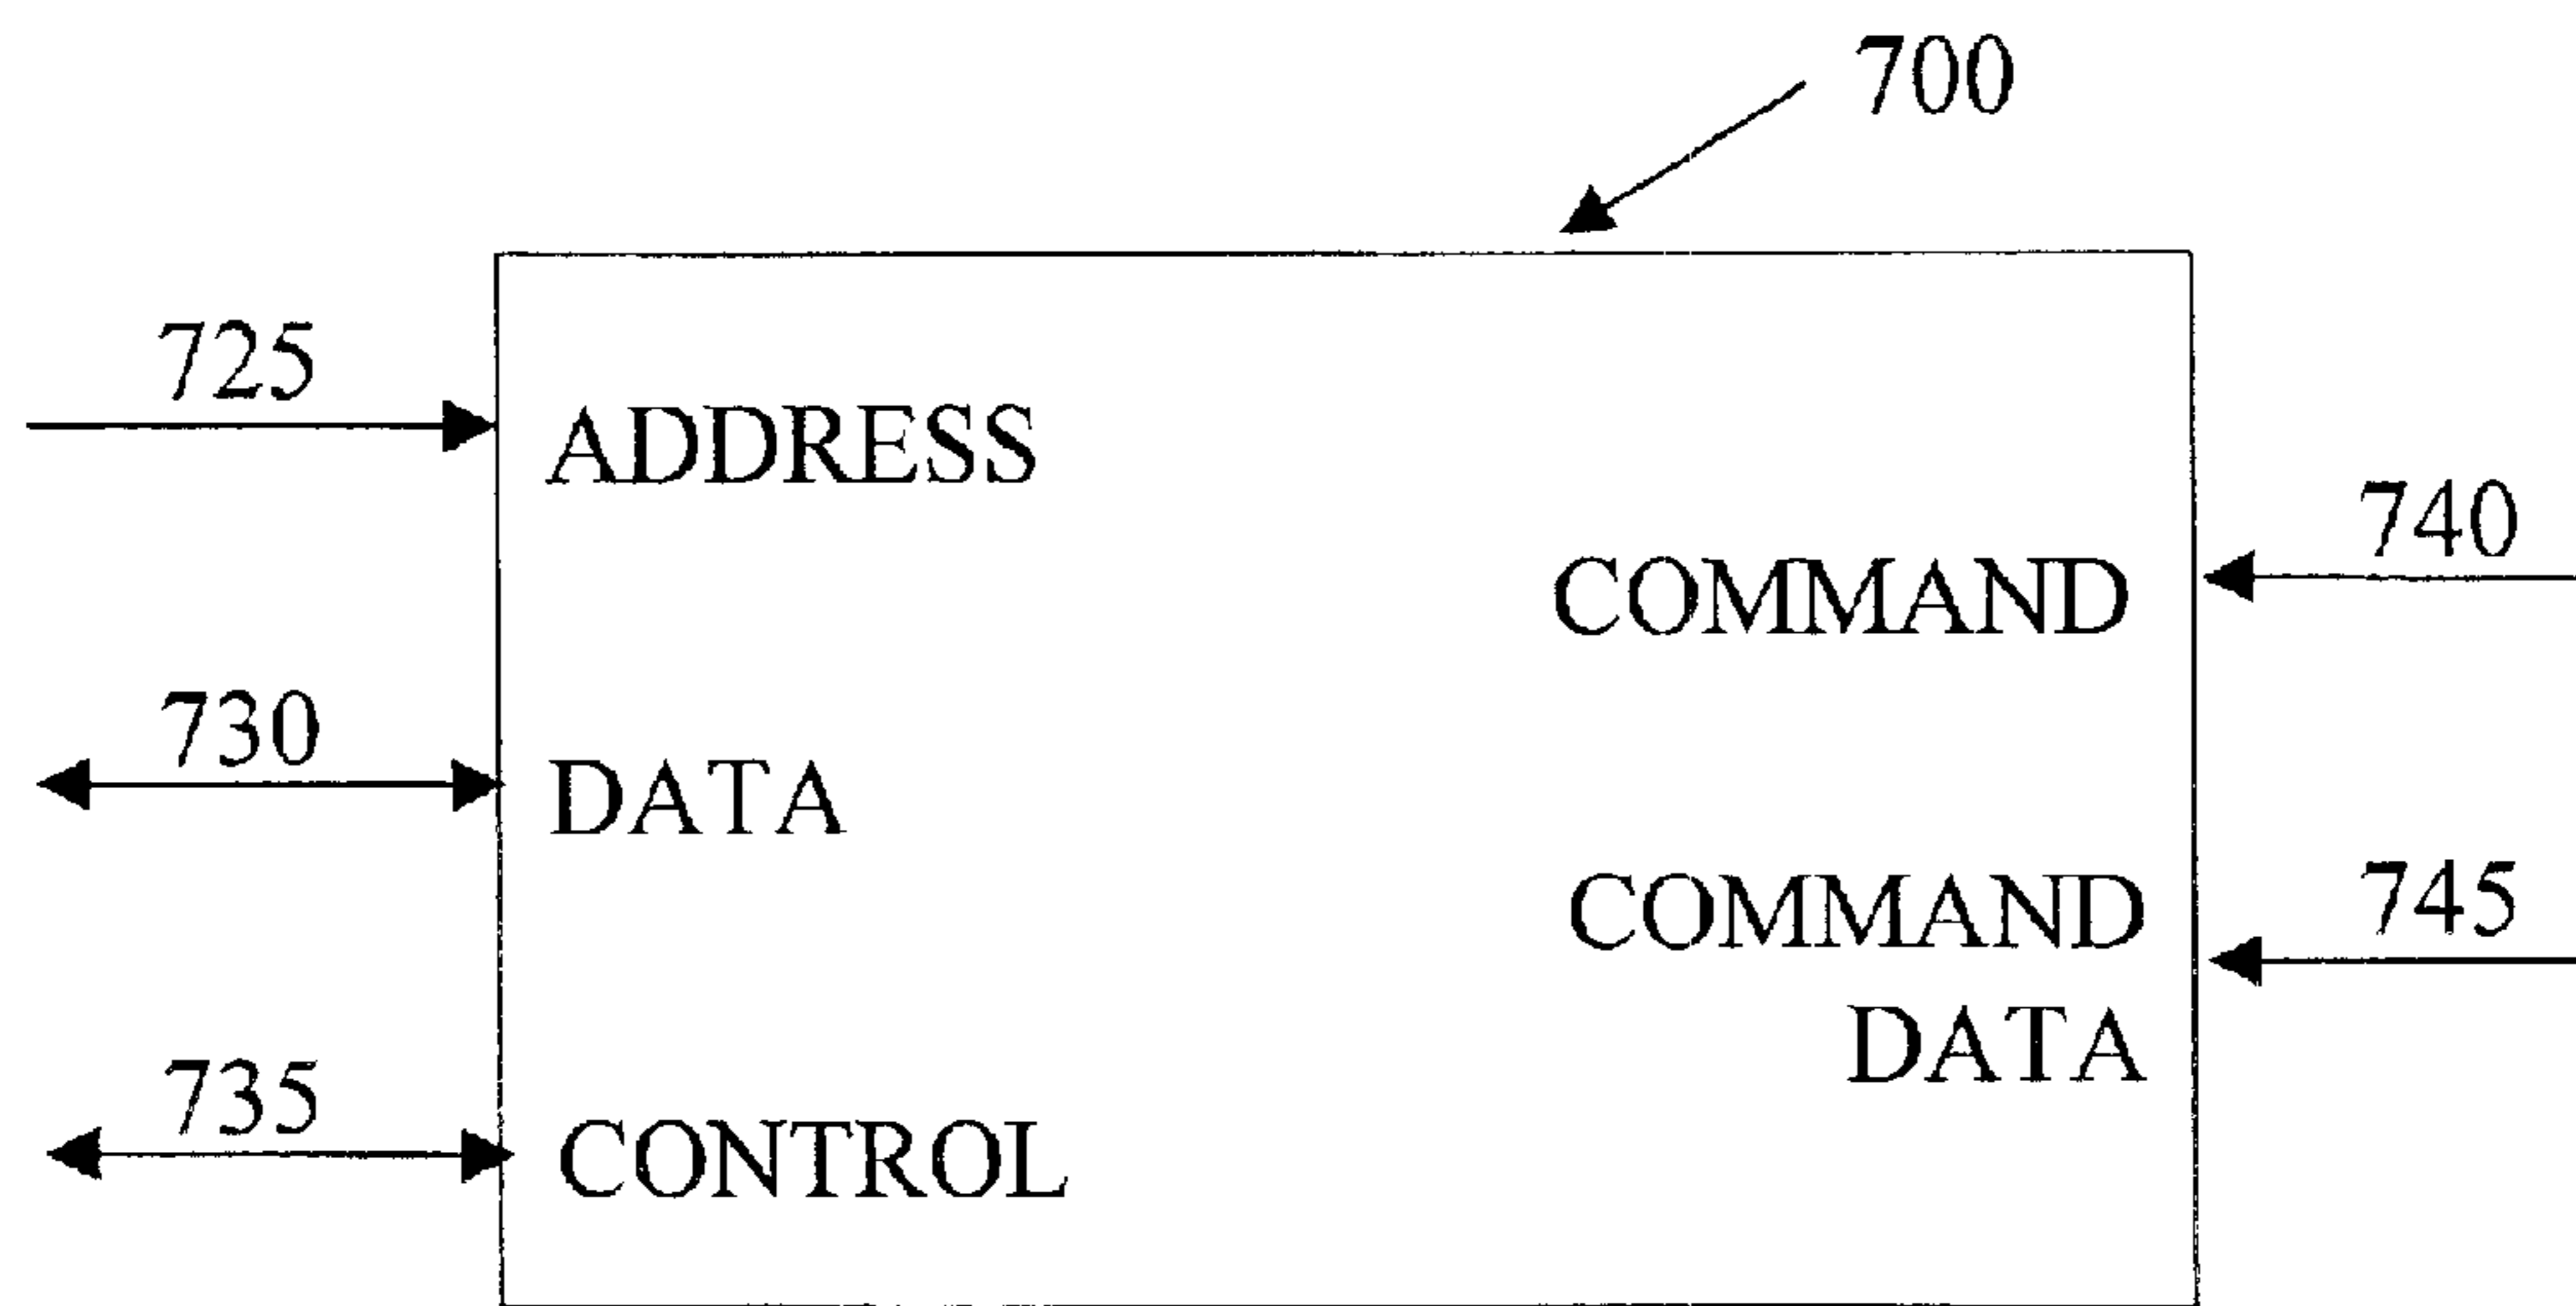 700
725
ADDRESS
740
COMMAND
730
DATA
745
COMMAND
DATA
735
CONTROL